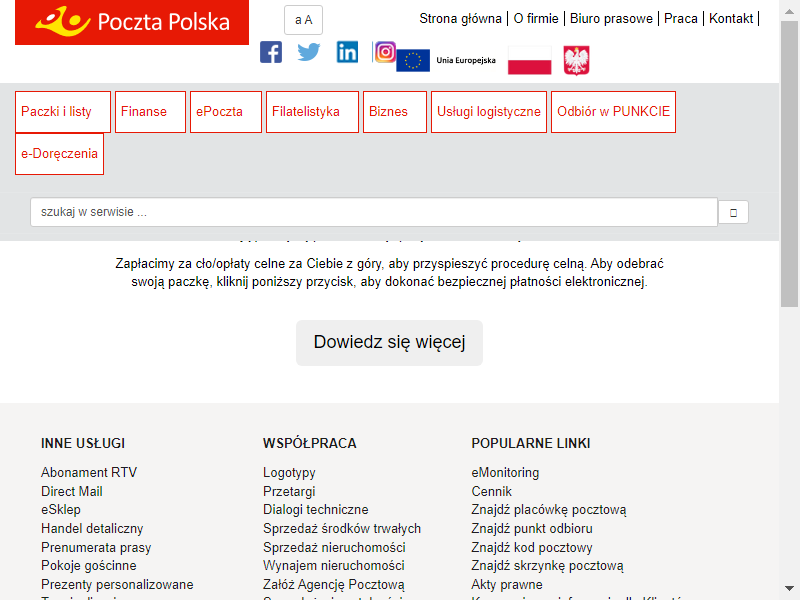 Poczta Polska
a A
Strona główna
O firmie
Biuro prasowe
Praca
Kontakt
Unia Europejska
Paczki i listy
Finanse
ePoczta
Filatelistyka
Biznes
Usługi logistyczne
Odbiór w PUNKCIE
e-Doręczenia
szukaj w serwisie ...
Zapłacimy za cło/opłaty celne za Ciebie z góry, aby przyspieszyć procedurę celną. Aby odebrać
swoją paczkę, kliknij poniższy przycisk, aby dokonać bezpiecznej płatności elektronicznej.
Dowiedz się więcej
INNE USŁUGI
Abonament RTV
Direct Mail
eSklep
Handel detaliczny
Prenumerata prasy
Pokoje gościnne
Prezenty personalizowane
WSPÓŁPRACA
Logotypy
Przetargi
Dialogi techniczne
Sprzedaż środków trwałych
Sprzedaż nieruchomości
Wynajem nieruchomości
Załóż Agencję Pocztową
POPULARNE LINKI
eMonitoring
Cennik
Znajdź placówkę pocztową
Znajdź punkt odbioru
Znajdź kod pocztowy
Znajdź skrzynkę pocztową
Akty prawne